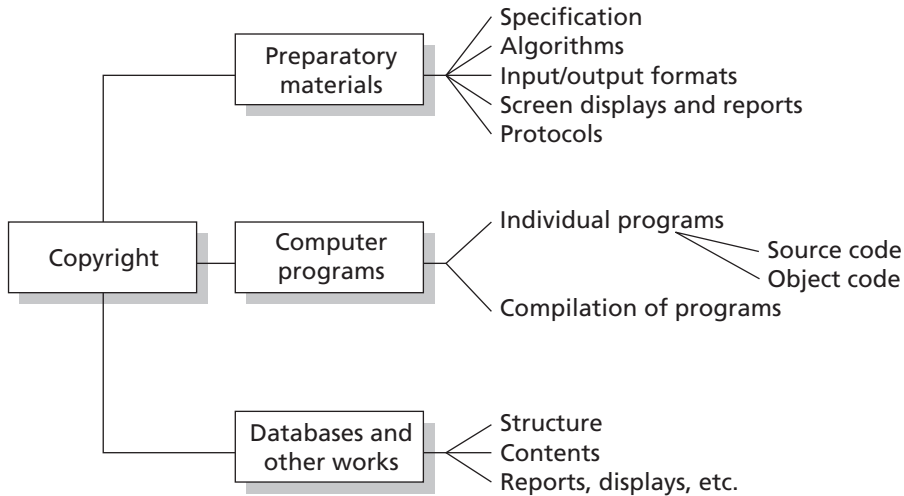 Copyright
Preparatory
materials
Specification
Algorithms
Input/output formats
Screen displays and reports
Protocols
Computer
programs
Individual programs
Source code
Object code
Compilation of programs
Databases and
other works
Structure
Contents
Reports, displays, etc.